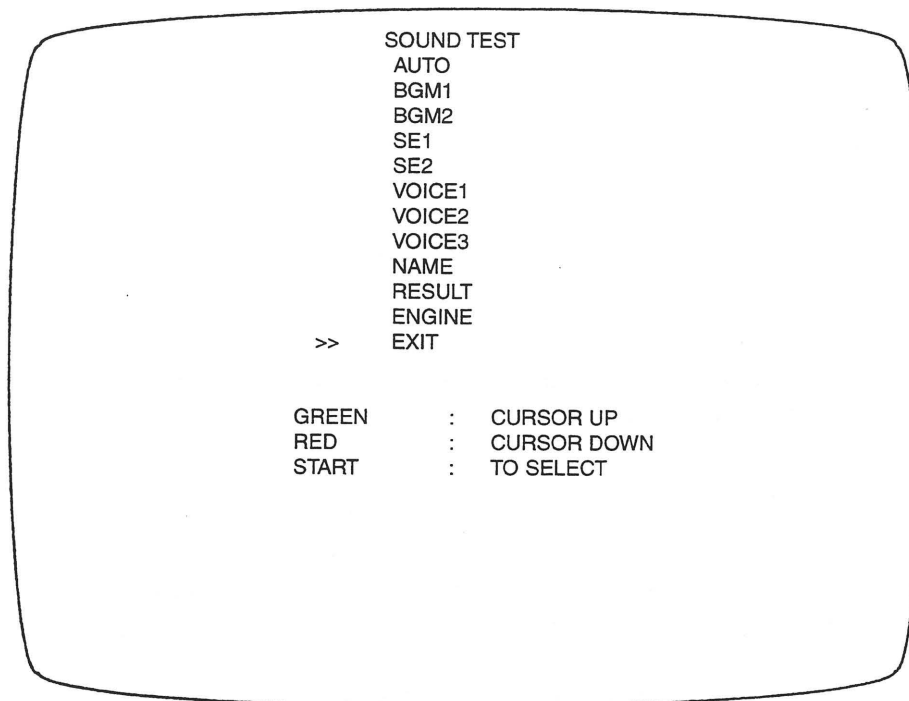 SOUND TEST
AUTO
BGM1
BGM2
SE1
SE2
VOICE1
VOICE2
VOICE3
NAME
RESULT
ENGINE
>> EXIT
GREEN : CURSOR UP
RED : CURSOR DOWN
START : TO SELECT